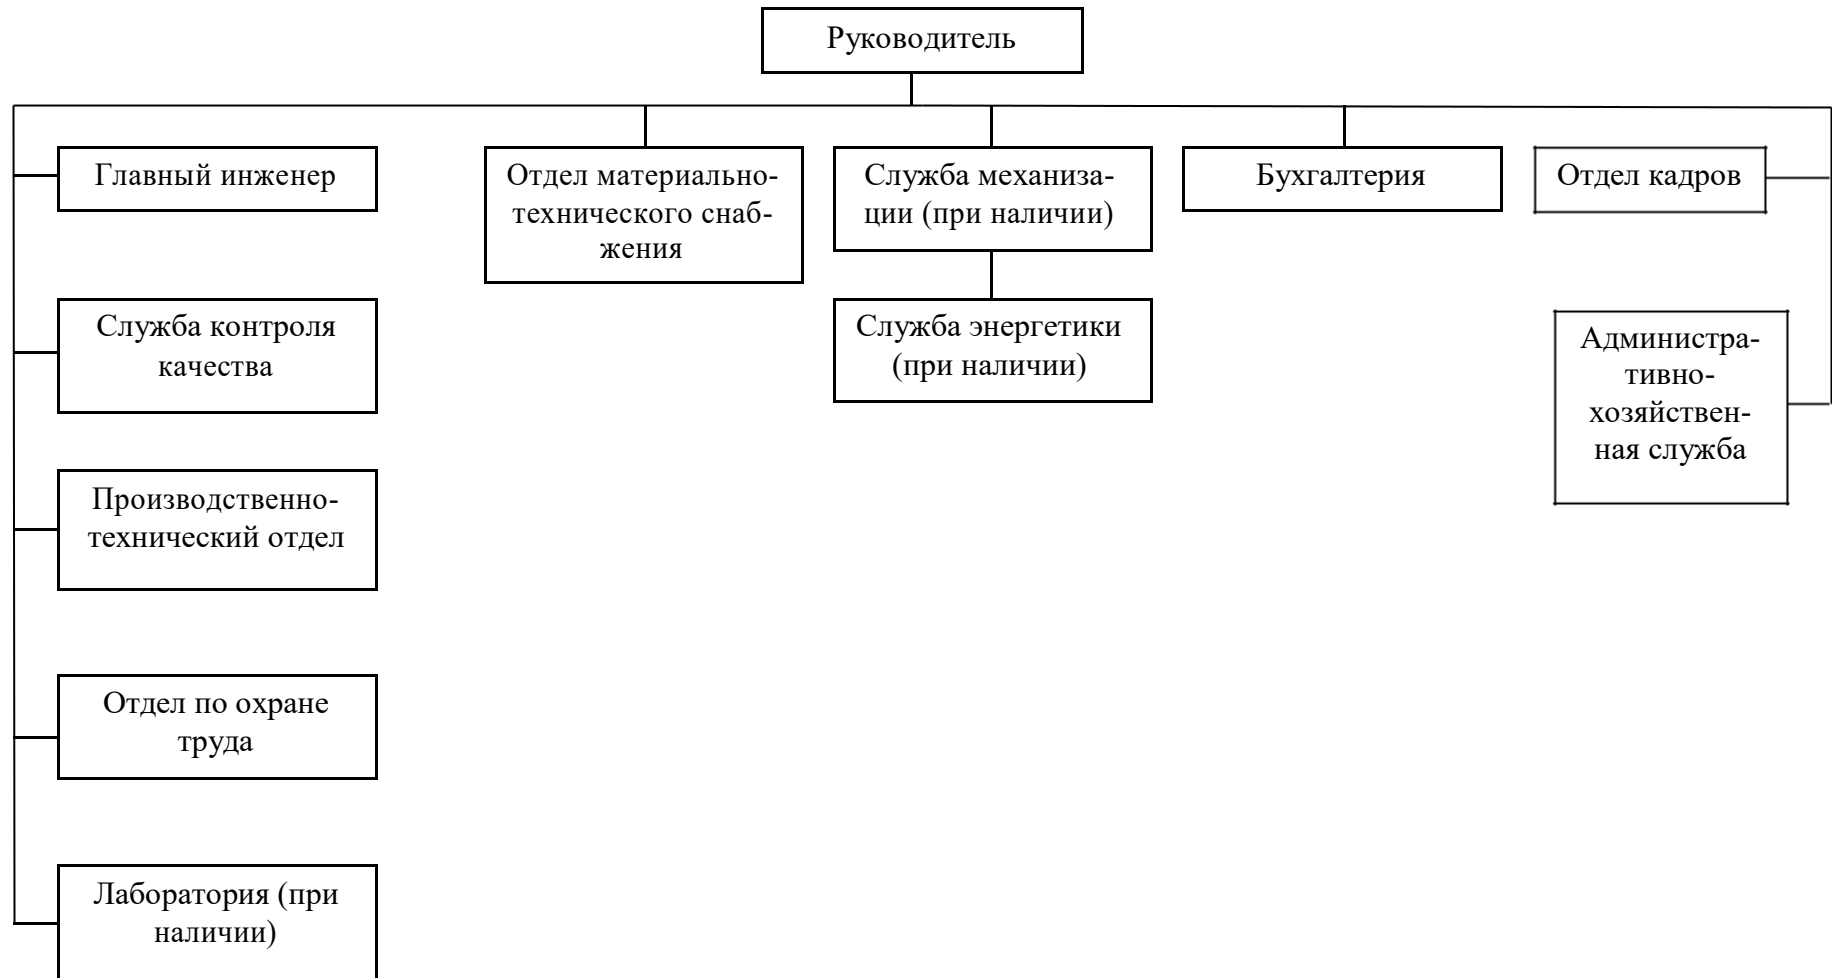 Руководитель
Главный инженер
Отдел материально-
технического снаб-
жения
Служба механиза-
ции (при наличии)
Бухгалтерия
Отдел кадров
Служба контроля
качества
Служба энергетики
(при наличии)
Администра-
тивно-
хозяйствен-
ная служба
Производственно-
технический отдел
Отдел по охране
труда
Лаборатория (при
наличии)